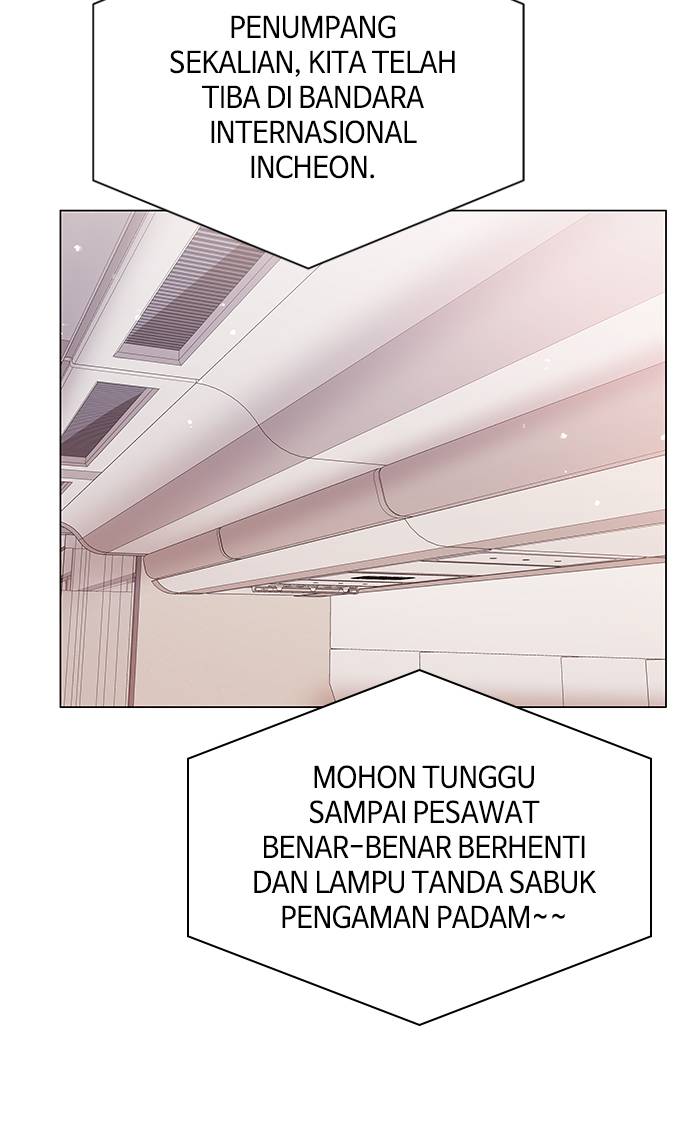 PENUMPANG
SEKALIAN, KITA TELAH
TIBA DI BANDARA
INTERNASIONAL
INCHEON.
MOHON TUNGGU
SAMPAI PESAWAT
BENAR-BENAR BERHENTI
DAN LAMPU TANDA SABUK
PENGAMAN PADAM~~